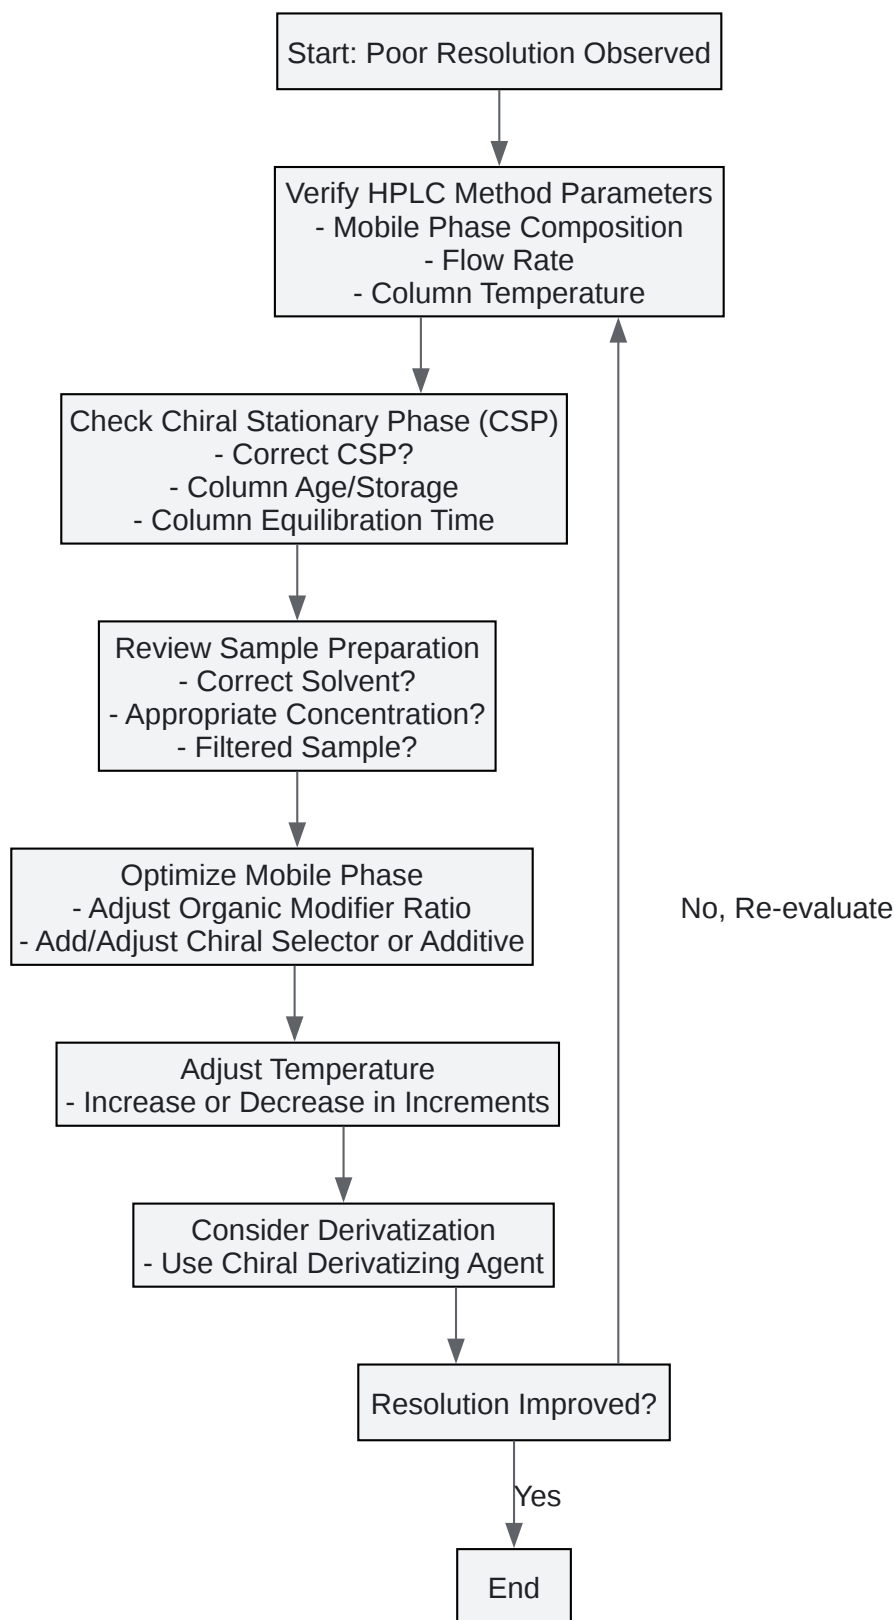 Start: Poor Resolution Observed
Verify HPLC Method Parameters
- Mobile Phase Composition
- Flow Rate
- Column Temperature
Check Chiral Stationary Phase (CSP)
- Correct CSP?
- Column Age/Storage
- Column Equilibration Time
Review Sample Preparation
- Correct Solvent?
- Appropriate Concentration?
- Filtered Sample?
Optimize Mobile Phase
- Adjust Organic Modifier Ratio
- Add/Adjust Chiral Selector or Additive
No, Re-evaluate
Adjust Temperature
- Increase or Decrease in Increments
Consider Derivatization
- Use Chiral Derivatizing Agent
Resolution Improved?
Yes
End